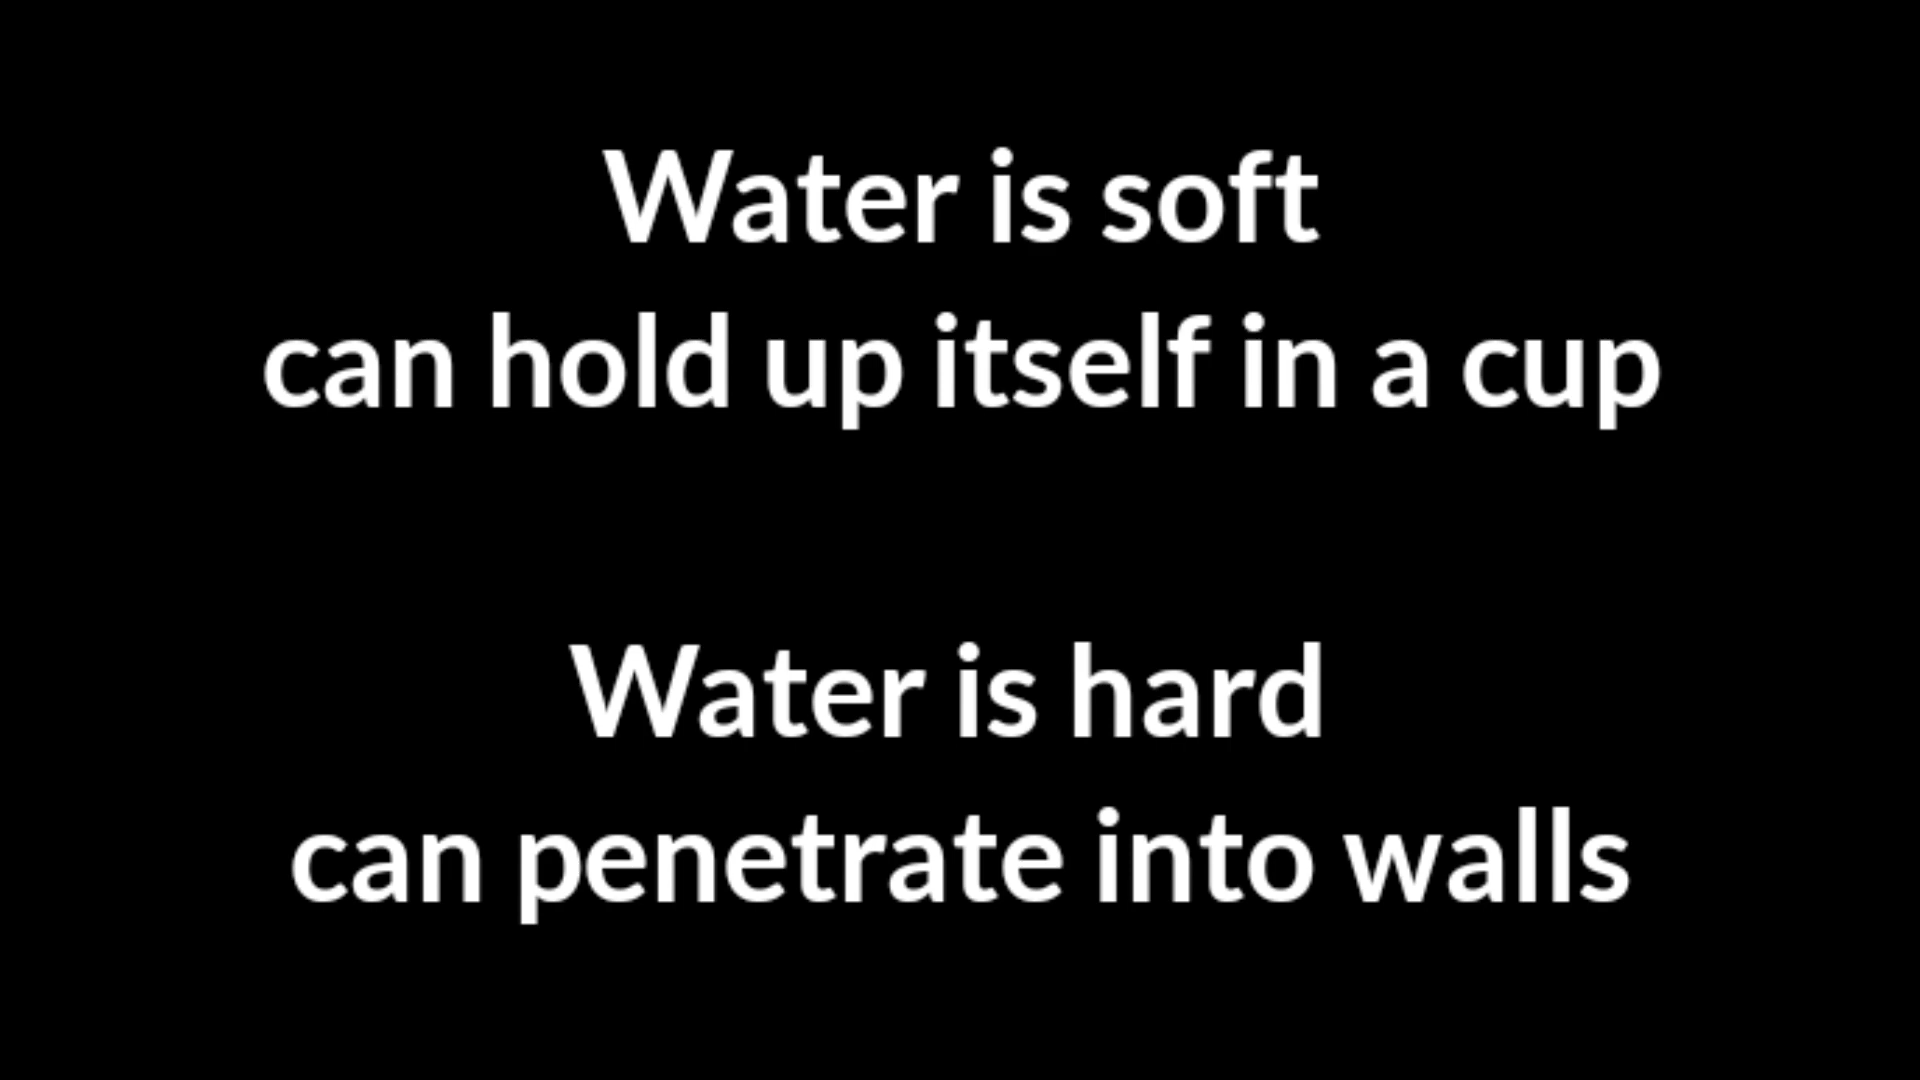 Water is soft
can hold up itself in a cup
Water is hard
can penetrate into walls